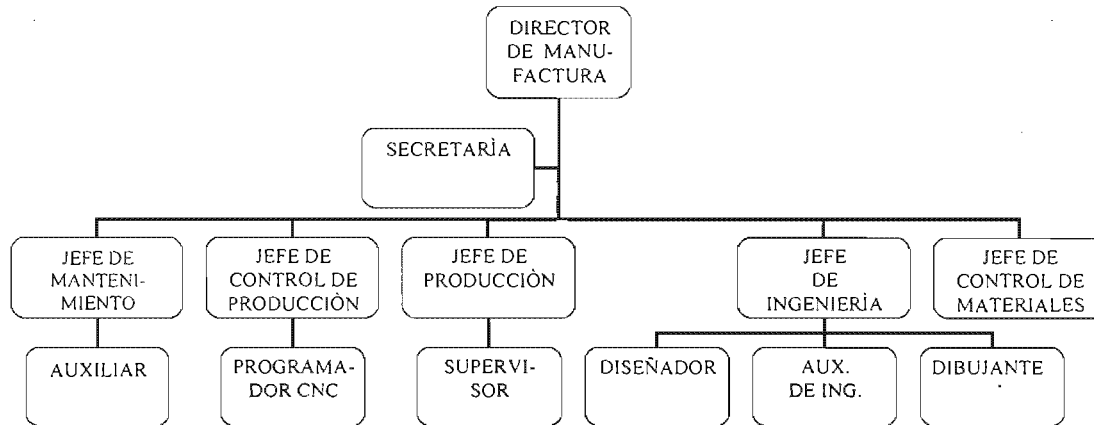 DIRECTOR
DE MANU-
FACTURA
SECRETARÌA
JEFE DE
MANTENI-
MIENTO
JEFE DE
CONTROL DE
PRODUCCIÒN
JEFE DE
PRODUCCIÒN
JEFE
DE
INGENIERÌA
JEFE DE
CONTROL DE
MATERIALES
AUXILIAR
PROGRAMA-
DOR CNC
SUPERVI-
SOR
DISEÑADOR
AUX.
DE ING.
DIBUJANTE